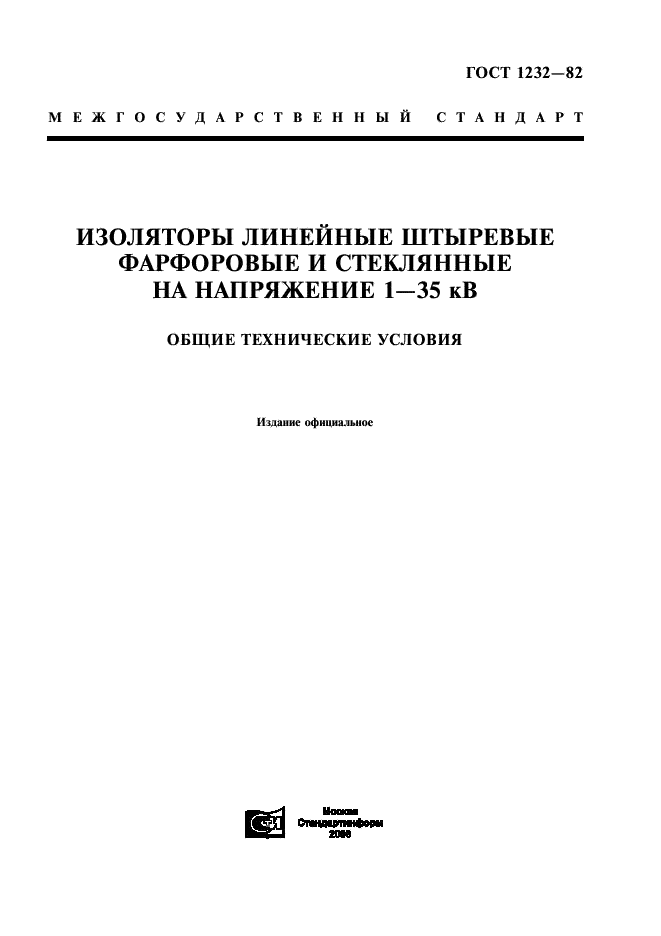 ГОСТ 1232—82
МЕЖГОСУДАРСТВЕННЫЙ СТАНДАРТ
ИЗОЛЯТОРЫ ЛИНЕЙНЫЕ ШТЫРЕВЫЕ
ФАРФОРОВЫЕ И СТЕКЛЯННЫЕ
НА НАПРЯЖЕНИЕ 1—35 кВ
ОБЩИЕ ТЕХНИЧЕСКИЕ УСЛОВИЯ
Издание официальное
Москва
Стандартинформ